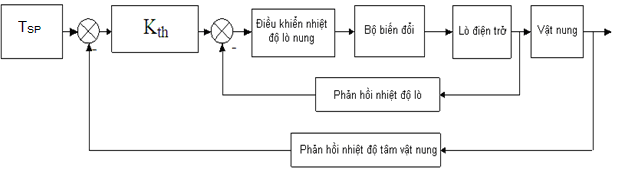 TSP
Kth
Điều khiển nhiệt
độ lò nung
Bộ biến đổi
Lò điện trở
Vật nung
-
-
Phản hồi nhiệt độ lò
Phản hồi nhiệt độ tâm vật nung